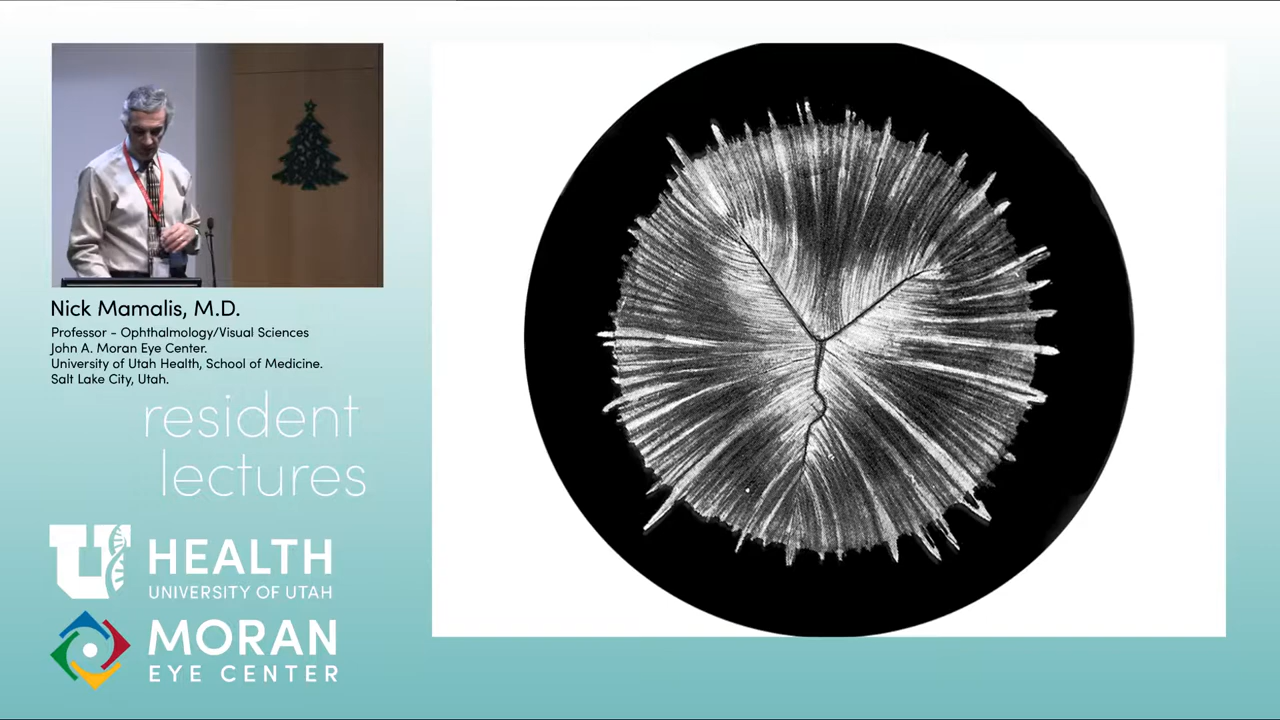 Nick Mamalis, M.D.
Professor - Ophthalmology/Visual Sciences
John A. Moran Eye Center.
University of Utah Health, School of Medicine.
Salt Lake City, Utah.
resident
lectures
U HEALTH
UNIVERSITY OF UTAH
MORAN
EYE CENTER